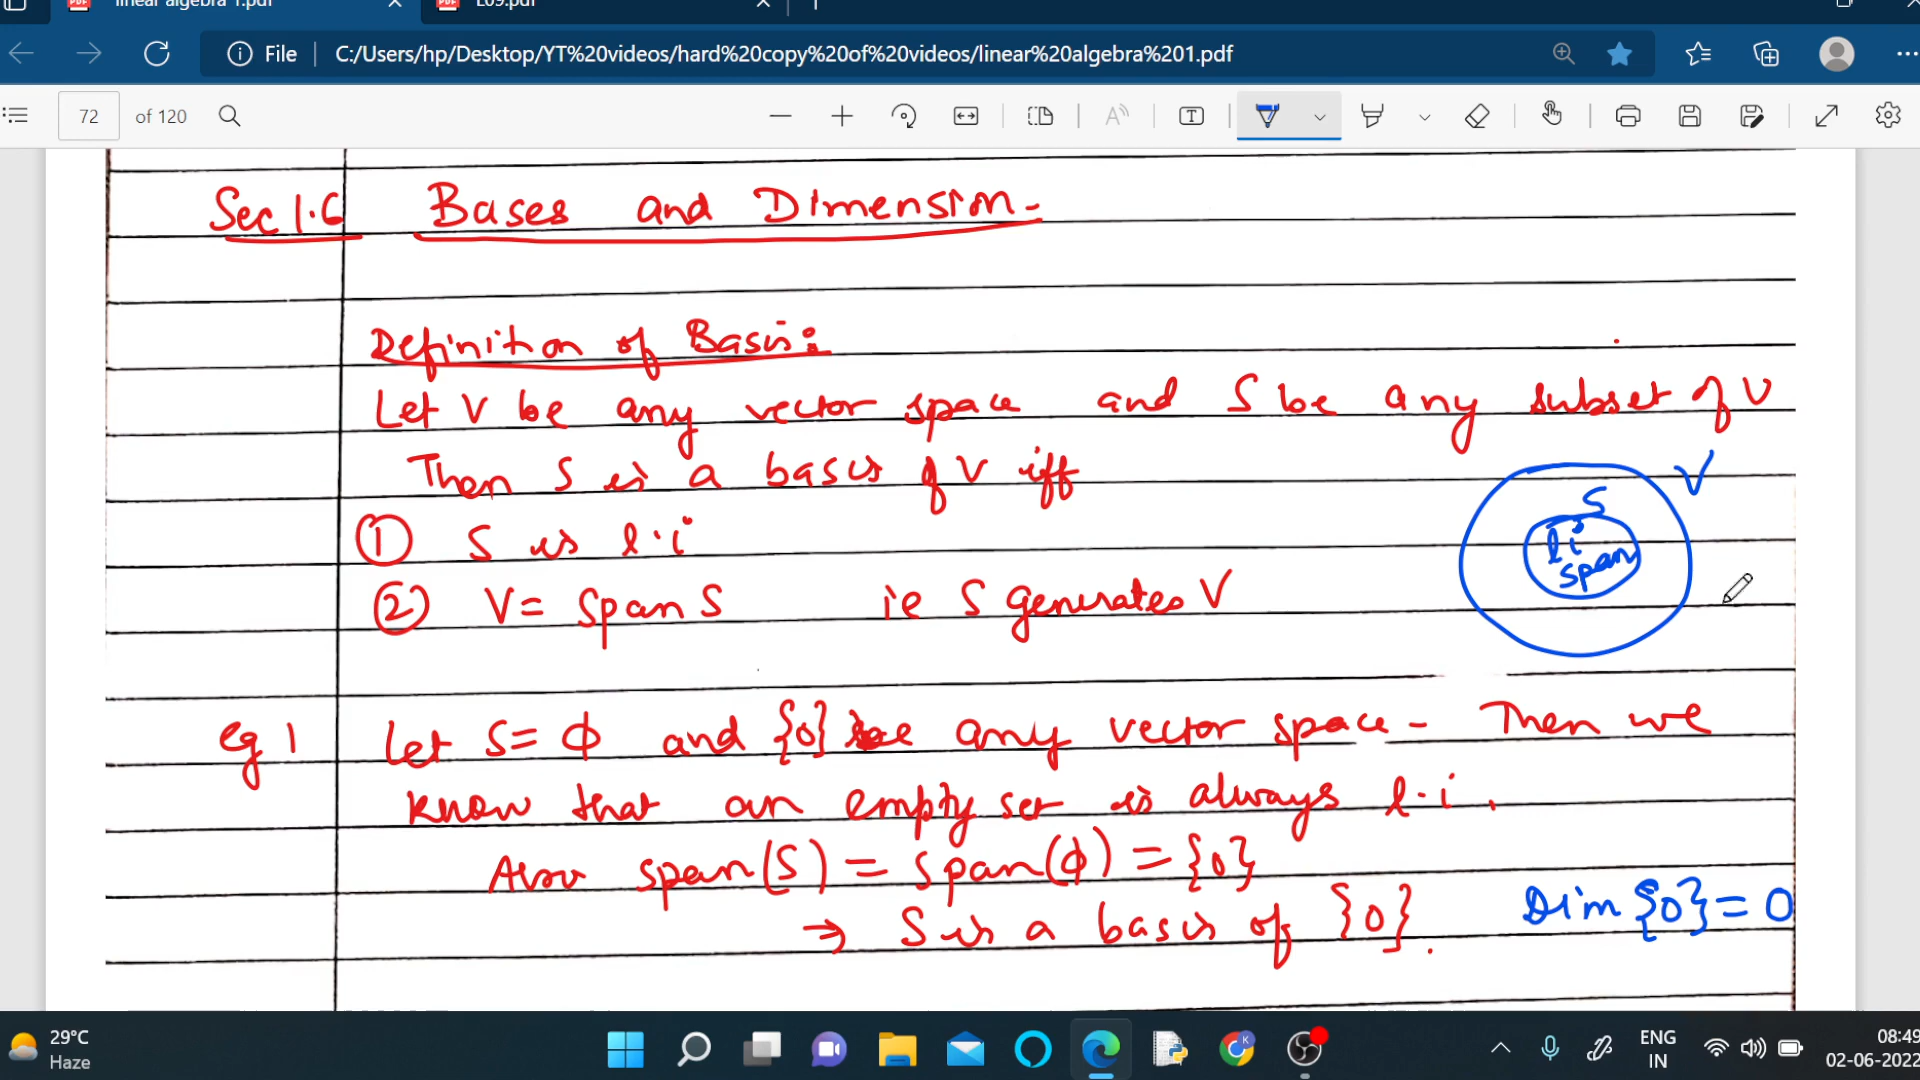 linear algebra 1.pdf
L09.pdf
File
C:/Users/hp/Desktop/YT%20videos/hard%20copy%20of%20videos/linear%20algebra%201.pdf
72 of 120
Sec 1.6 Bases and Dimension-
Definition of Basis:
Let V be any vector space and S be any subset of V
Then S is a basis of V iff
① S is l.i
② V = Span S ie S generates V
V
S
li
span
eg 1 Let S = ϕ and {0} be any vector space - Then we
know that an empty set is always l.i.
Also span(S) = span(ϕ) = {0}
⇒ S is a basis of {0}.
Dim {0} = 0
29°C
Haze
ENG
IN
08:49
02-06-2022